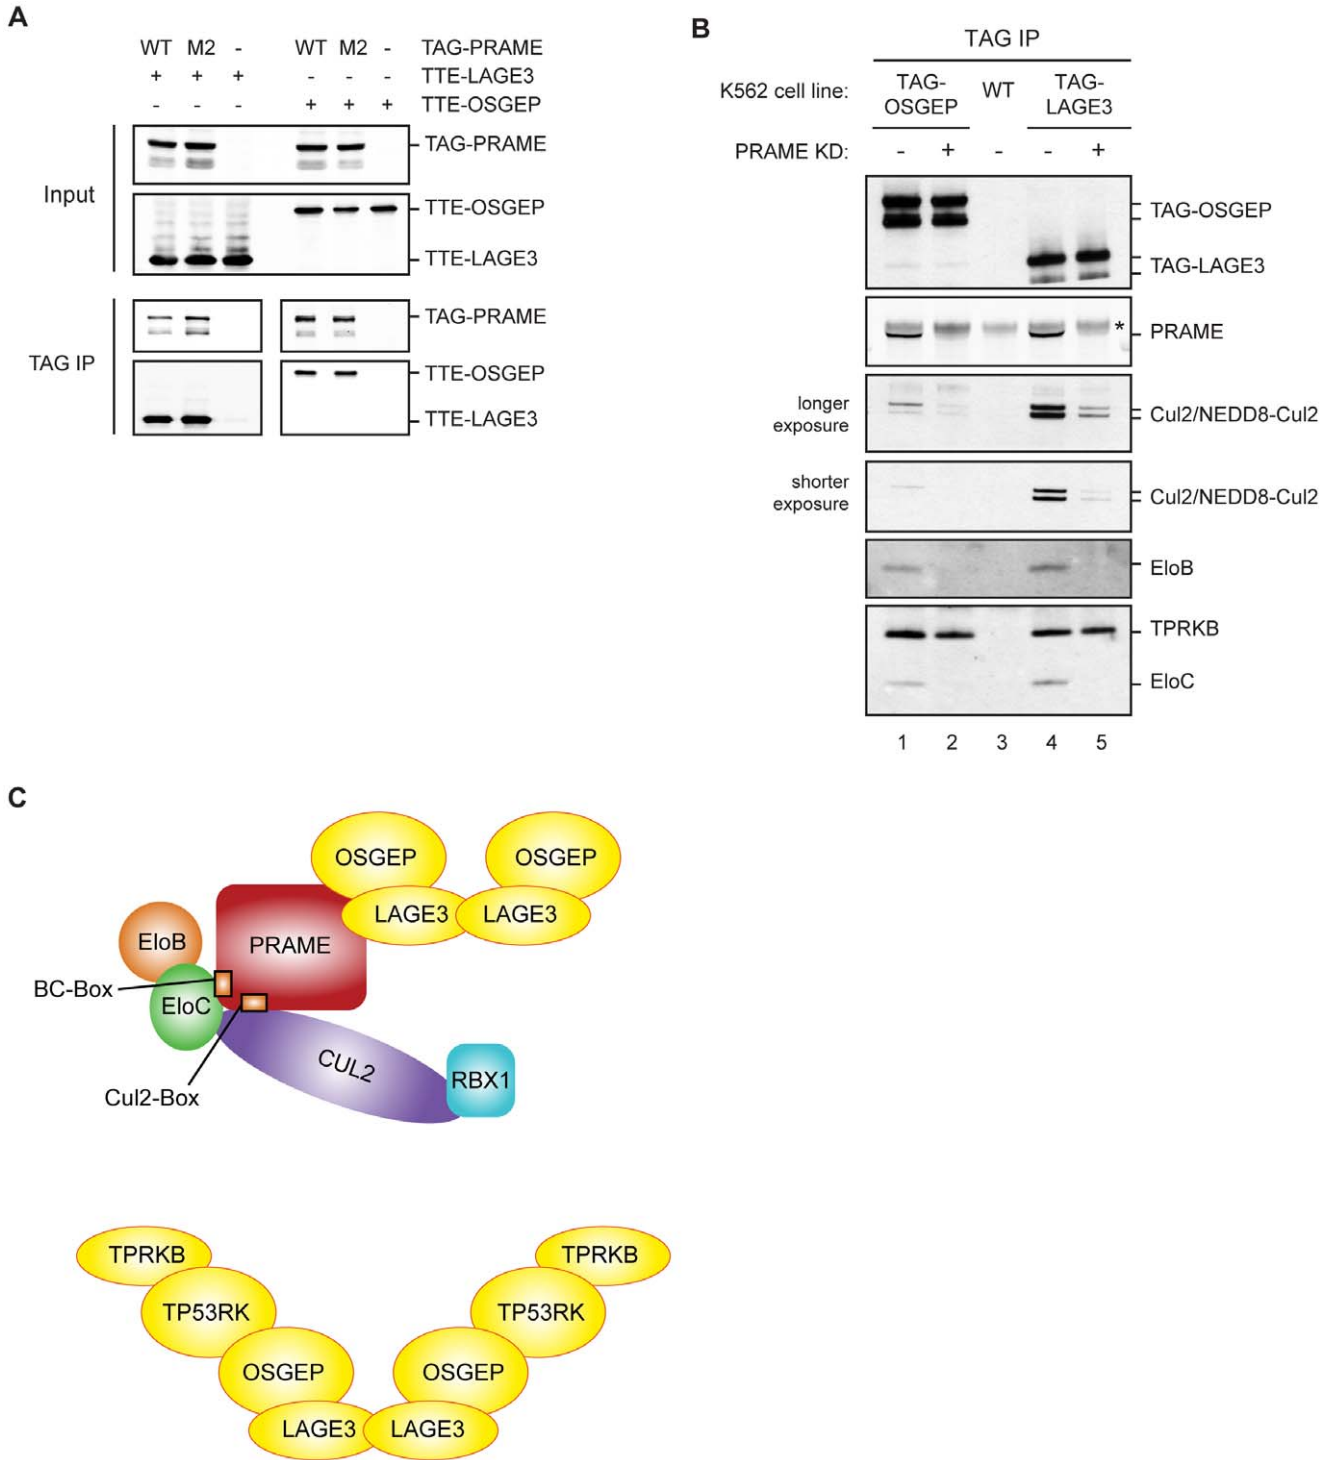 A
WT M2 - WT M2 - TAG-PRAME
+ + + - - - TTE-LAGE3
- - - + + + TTE-OSGEP
Input
TAG-PRAME
TTE-OSGEP
TTE-LAGE3
TAG IP
TAG-PRAME
TTE-OSGEP
TTE-LAGE3
B
TAG IP
K562 cell line:
TAG-
OSGEP
WT
TAG-
LAGE3
PRAME KD: - + - - +
TAG-OSGEP
TAG-LAGE3
* PRAME
longer
exposure
Cul2/NEDD8-Cul2
shorter
exposure
Cul2/NEDD8-Cul2
EloB
TPRKB
EloC
1 2 3 4 5
C
OSGEP OSGEP
LAGE3 LAGE3
EloB PRAME
BC-Box
EloC
CUL2
RBX1
Cul2-Box
TPRKB TPRKB
TP53RK TP53RK
OSGEP OSGEP
LAGE3 LAGE3